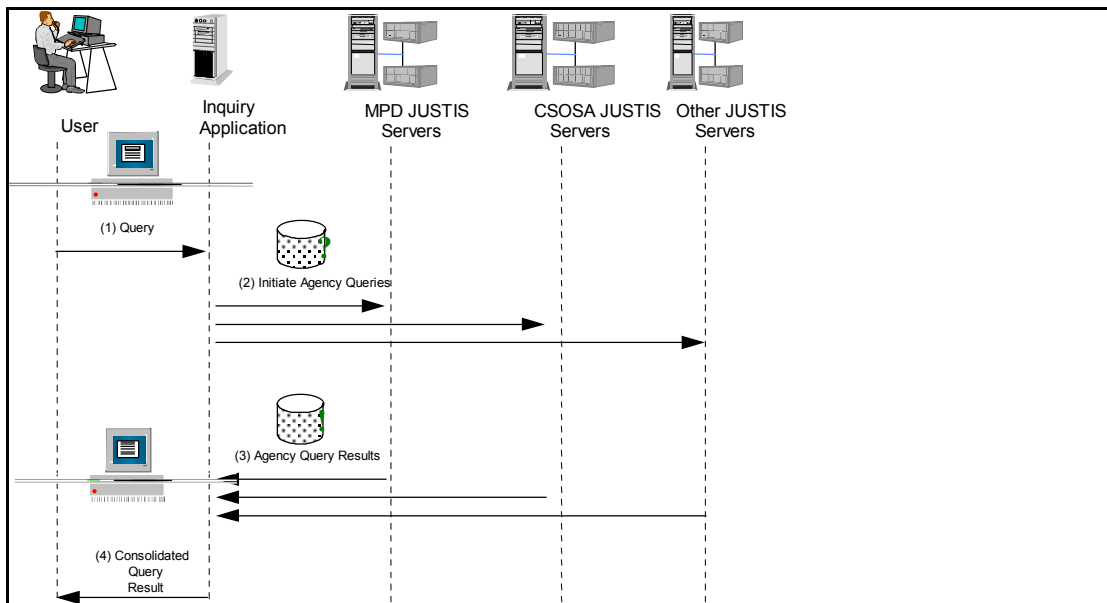 User
Inquiry
Application
MPD JUSTIS
Servers
CSOSA JUSTIS
Servers
Other JUSTIS
Servers
(1) Query
(2) Initiate Agency Queries
(3) Agency Query Results
(4) Consolidated
Query
Result